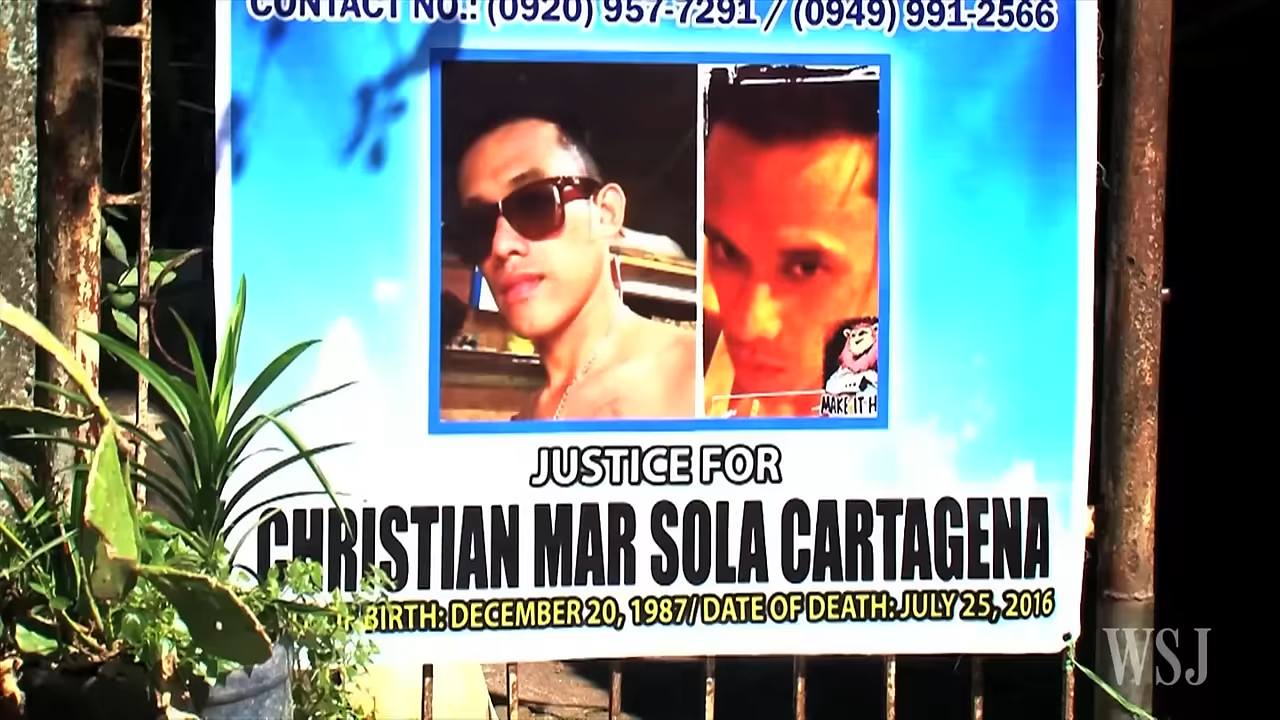 CONTACT NO.: (0920) 957-7291 / (0949) 991-2566
MAKE IT H
JUSTICE FOR
CHRISTIAN MAR SOLA CARTAGENA
BIRTH: DECEMBER 20, 1987/ DATE OF DEATH: JULY 25, 2016
WSJ